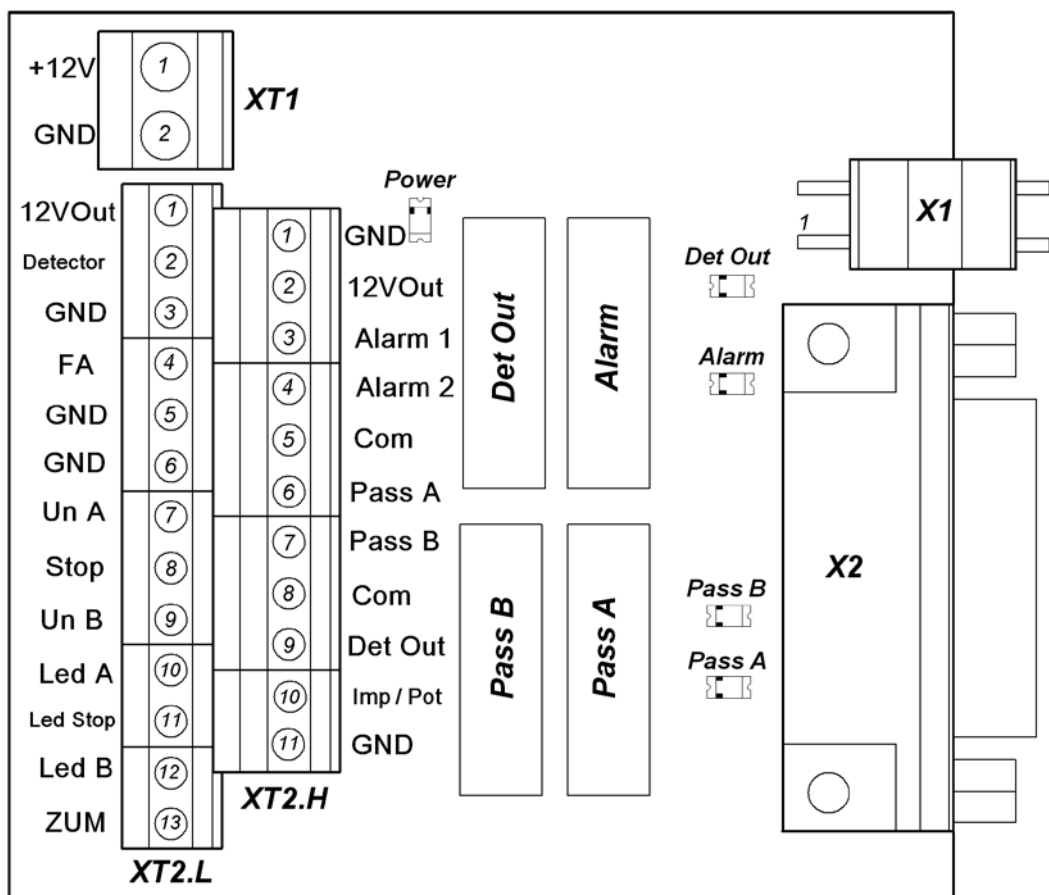 +12V
1
XT1
GND
2
12VOut
1
Detector
2
GND
3
FA
4
GND
5
GND
6
Un A
7
Stop
8
Un B
9
Led A
10
Led Stop
11
Led B
12
ZUM
13
XT2.L
1
GND
2
12VOut
3
Alarm 1
4
Alarm 2
5
Com
6
Pass A
7
Pass B
8
Com
9
Det Out
10
Imp / Pot
11
GND
XT2.H
Power
Det Out
Alarm
Pass B
Pass A
Det Out
Alarm
Pass B
Pass A
X1
1
X2